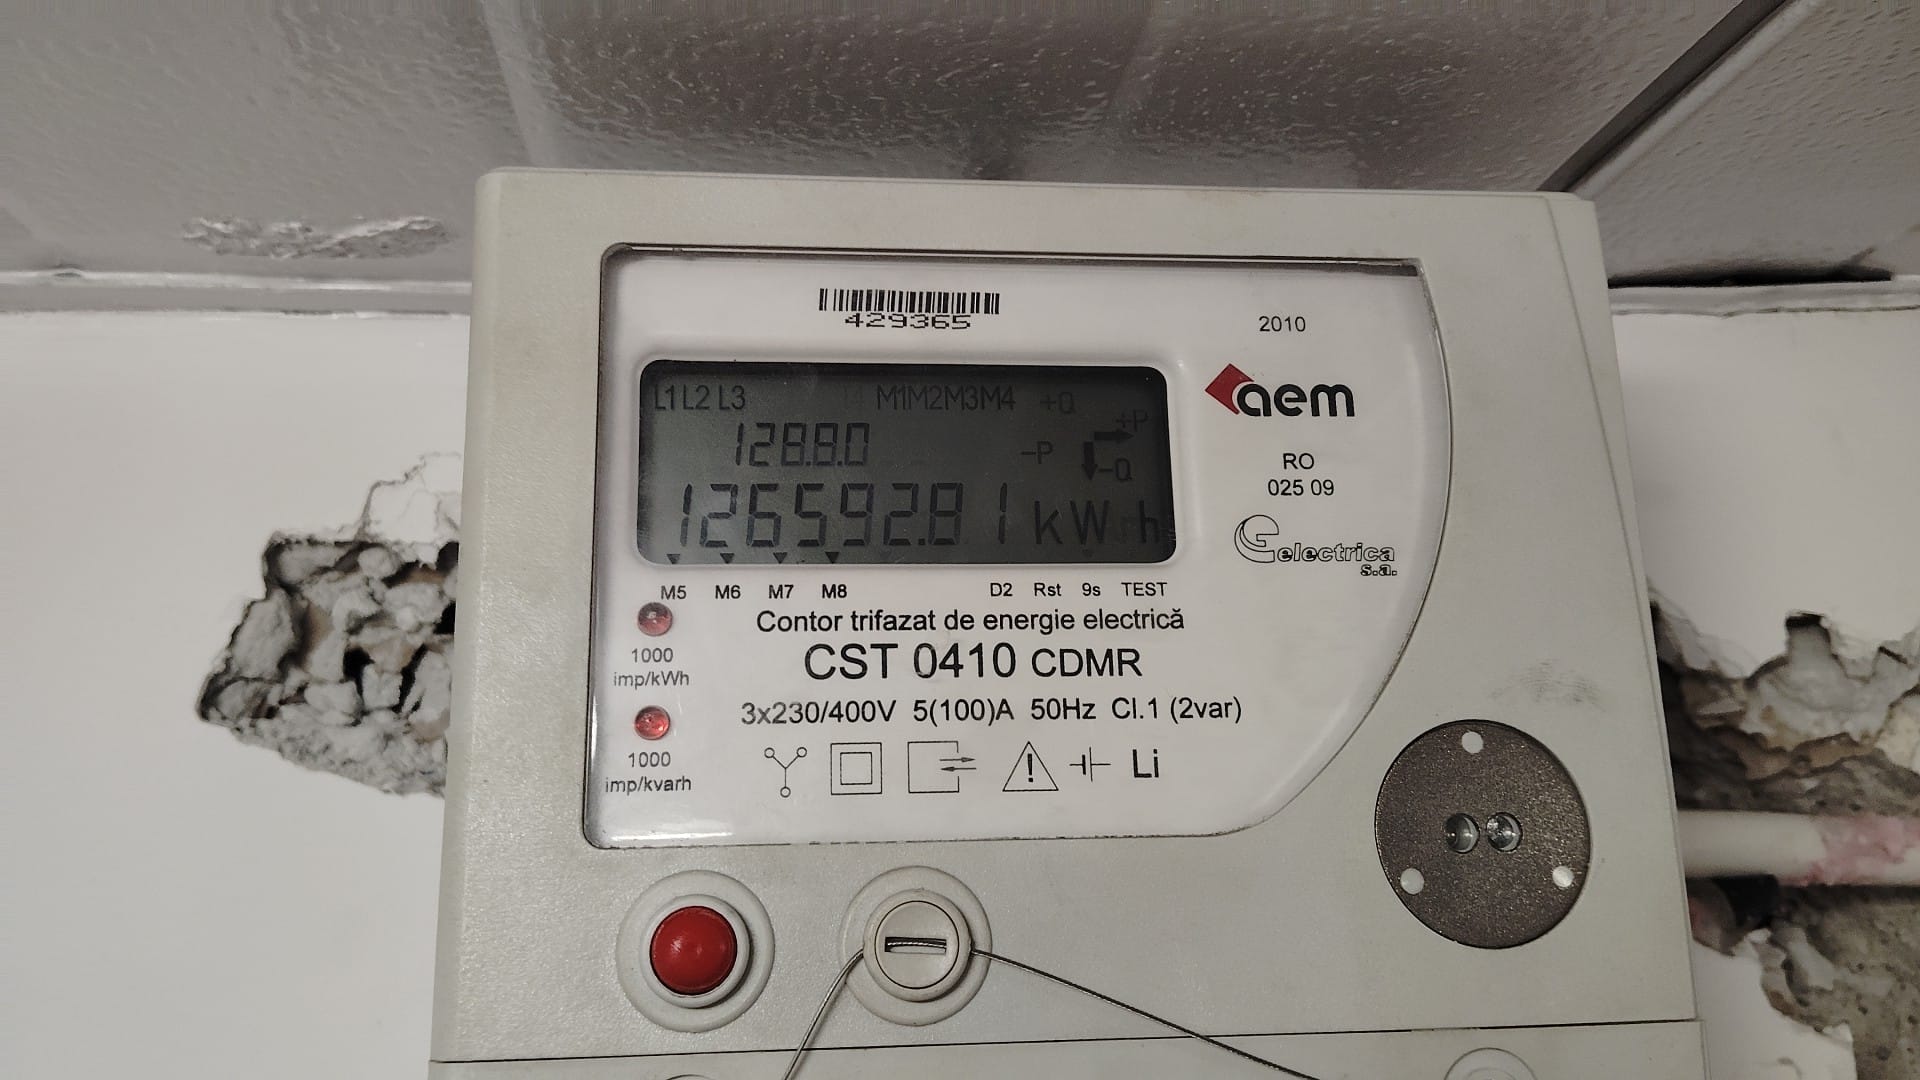 429365
2010
L1 L2 L3 M1M2M3M4 +Q
+P
128.8.0
-P
-Q
126592.81 kWh
aem
RO
025 09
electrica
s.a.
M5 M6 M7 M8 D2 Rst 9s TEST
Contor trifazat de energie electrică
1000
imp/kWh
CST 0410 CDMR
3x230/400V 5(100)A 50Hz Cl.1 (2var)
1000
imp/kvarh
! Li